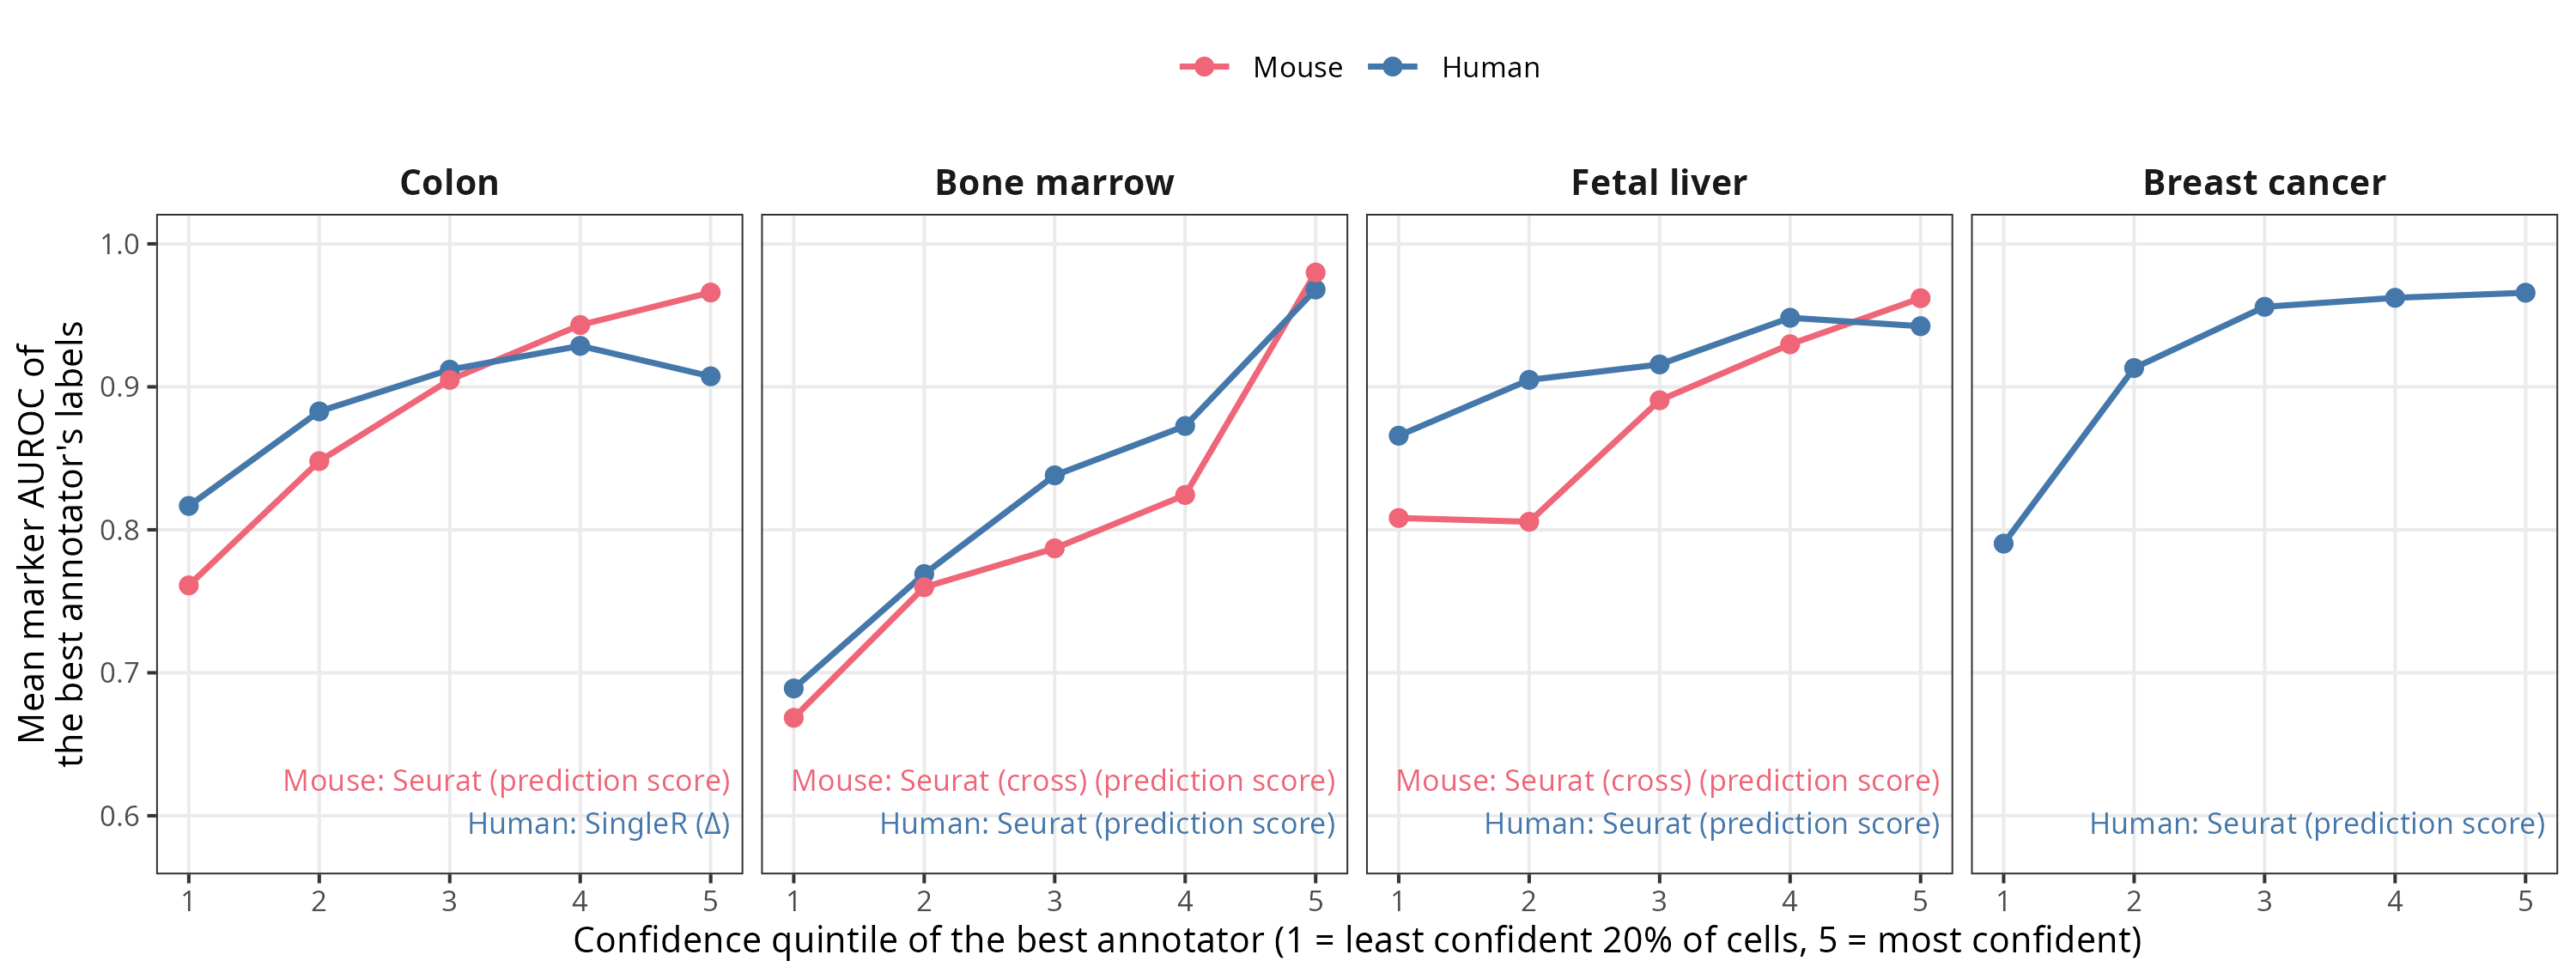 Mouse Human
Colon Bone marrow Fetal liver Breast cancer
Mean marker AUROC of
the best annotator's labels
1.0
0.9
0.8
0.7
0.6
Mouse: Seurat (prediction score)
Human: SingleR (Δ)
Mouse: Seurat (cross) (prediction score)
Human: Seurat (prediction score)
Mouse: Seurat (cross) (prediction score)
Human: Seurat (prediction score)
Human: Seurat (prediction score)
1 2 3 4 5 1 2 3 4 5 1 2 3 4 5 1 2 3 4 5
Confidence quintile of the best annotator (1 = least confident 20% of cells, 5 = most confident)